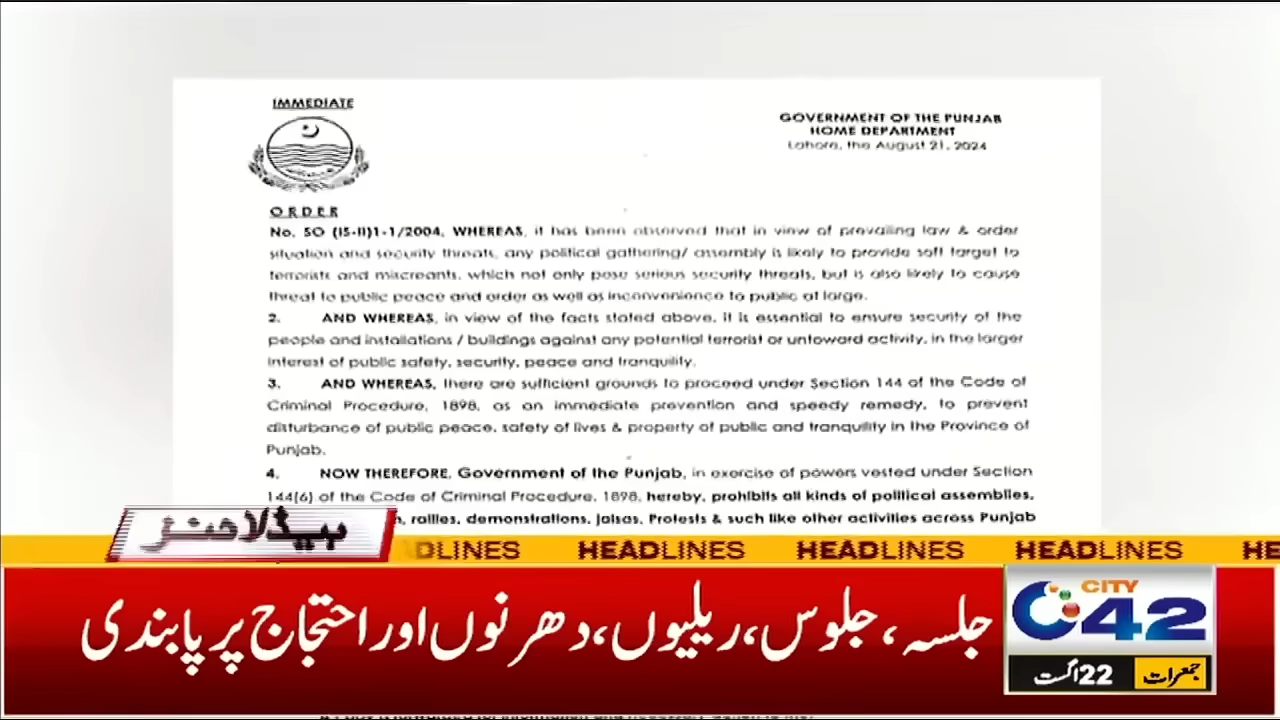 IMMEDIATE
GOVERNMENT OF THE PUNJAB
HOME DEPARTMENT
Lahore, the August 21, 2024
ORDER
No. SO (IS-II)1-1/2004, WHEREAS, it has been observed that in view of prevailing law & order
situation and security threats, any political gathering/ assembly is likely to provide soft target to
terrorists and miscreants, which not only pose serious security threats, but is also likely to cause
threat to public peace and order as well as inconvenience to public at large.
2. AND WHEREAS, in view of the facts stated above, it is essential to ensure security of the
people and installations / buildings against any potential terrorist or untoward activity, in the larger
interest of public safety, security, peace and tranquility.
3. AND WHEREAS, there are sufficient grounds to proceed under Section 144 of the Code of
Criminal Procedure, 1898, as an immediate prevention and speedy remedy, to prevent
disturbance of public peace, safety of lives & property of public and tranquility in the Province of
Punjab.
4. NOW THEREFORE, Government of the Punjab, in exercise of powers vested under Section
144(6) of the Code of Criminal Procedure, 1898, hereby, prohibits all kinds of political assemblies,
rallies, demonstrations, jalsas, Protests & such like other activities across Punjab
ہیڈلائنز
HEADLINES HEADLINES HEADLINES
جلسہ، جلوس، ریلیوں، دھرنوں اور احتجاج پر پابندی
CITY
42
جمعرات 22 اگست